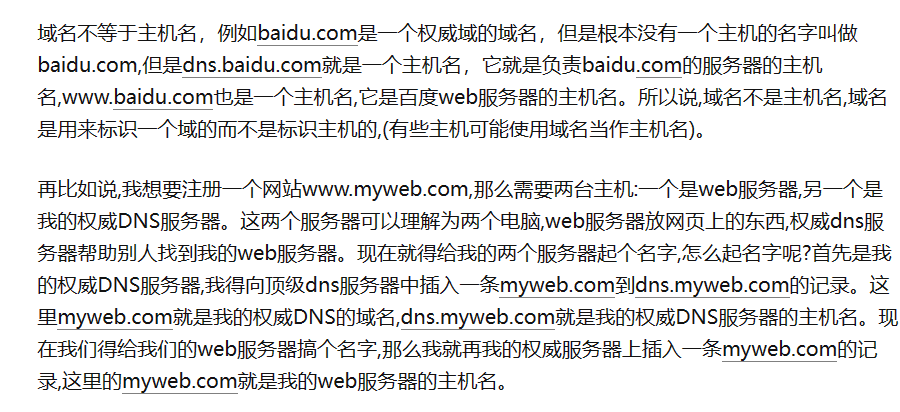 域名不等于主机名，例如baidu.com是一个权威域的域名，但是根本没有一个主机的名字叫做
baidu.com,但是dns.baidu.com就是一个主机名，它就是负责baidu.com的服务器的主机
名,www.baidu.com也是一个主机名,它是百度web服务器的主机名。所以说,域名不是主机名,域名
是用来标识一个域的而不是标识主机的,(有些主机可能使用域名当作主机名)。
再比如说,我想要注册一个网站www.myweb.com,那么需要两台主机:一个是web服务器,另一个是
我的权威DNS服务器。这两个服务器可以理解为两个电脑,web服务器放网页上的东西,权威dns服
务器帮助别人找到我的web服务器。现在就得给我的两个服务器起个名字,怎么起名字呢?首先是我
的权威DNS服务器,我得向顶级dns服务器中插入一条myweb.com到dns.myweb.com的记录。这
里myweb.com就是我的权威DNS的域名,dns.myweb.com就是我的权威DNS服务器的主机名。现
在我们得给我们的web服务器搞个名字,那么我就再我的权威服务器上插入一条myweb.com的记
录,这里的myweb.com就是我的web服务器的主机名。